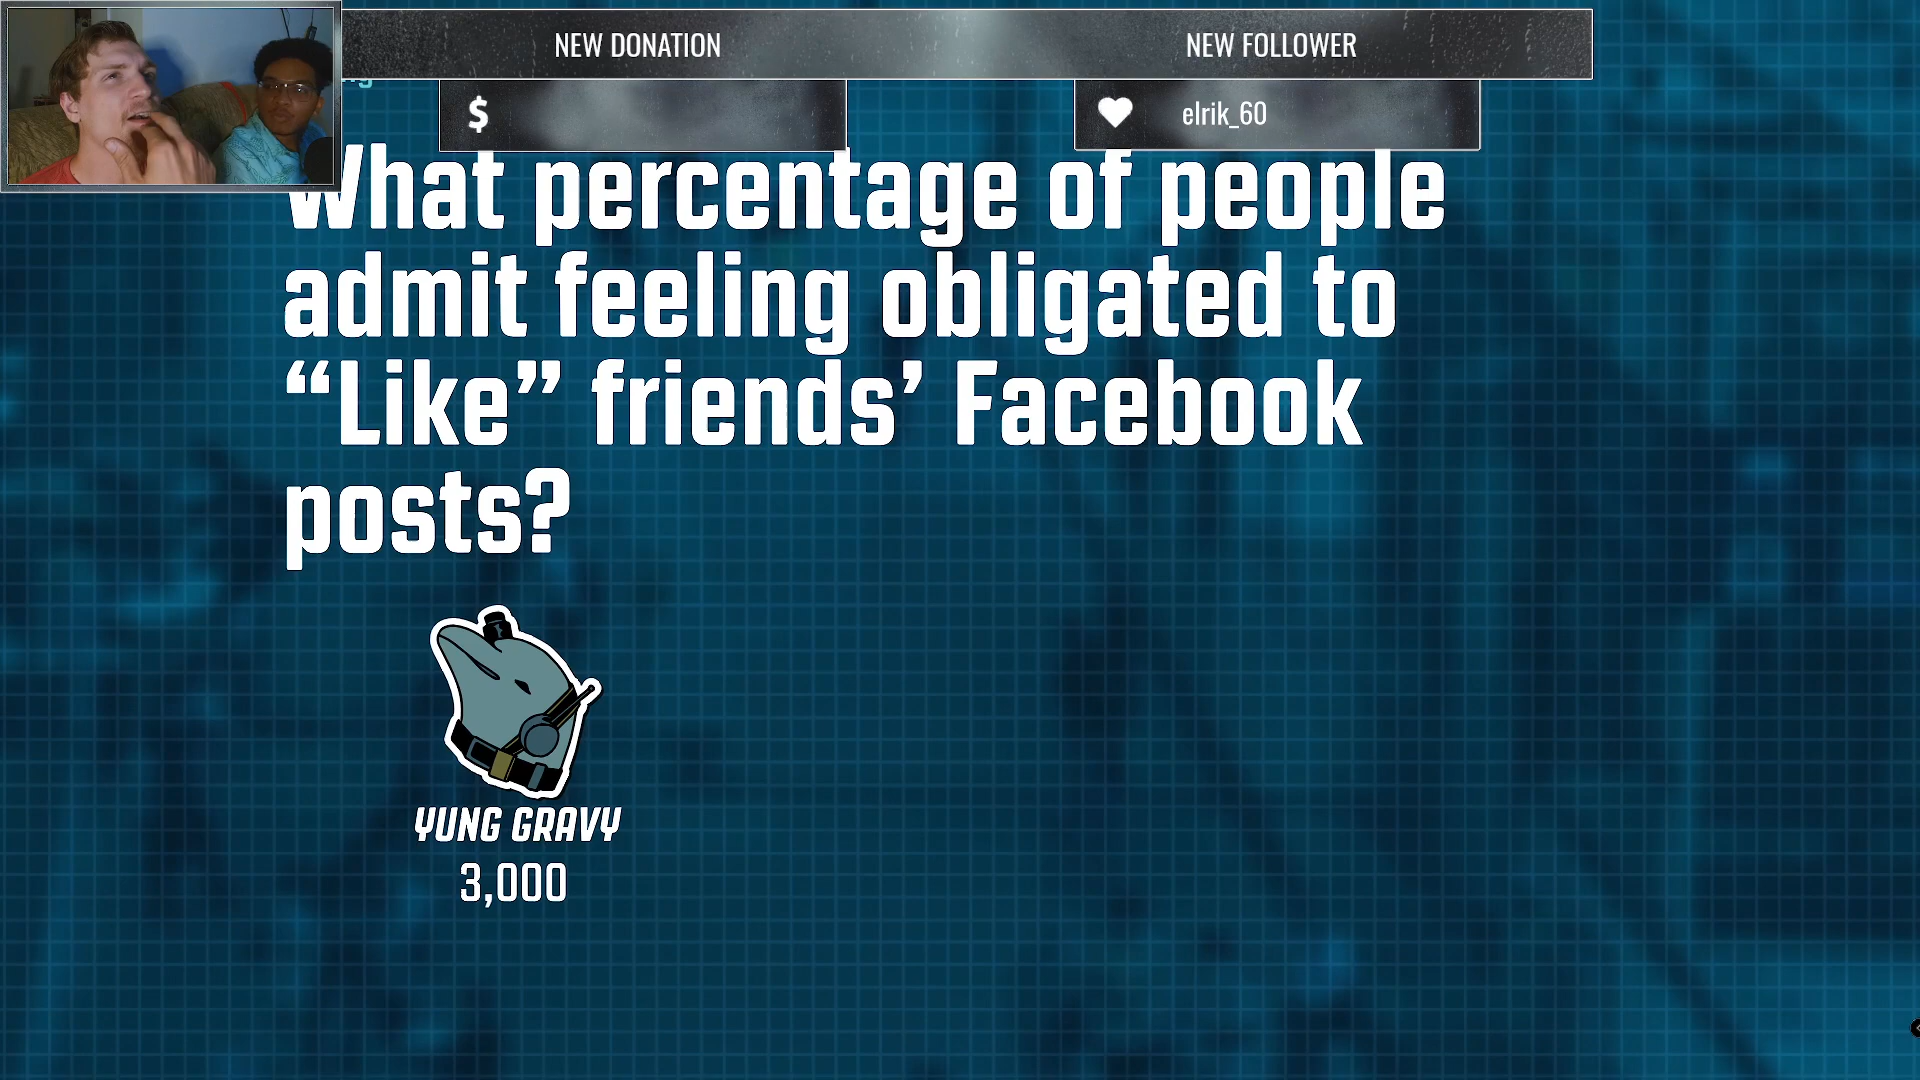 NEW DONATION
NEW FOLLOWER
$
elrik_60
What percentage of people
admit feeling obligated to
“Like” friends’ Facebook
posts?
YUNG GRAVY
3,000